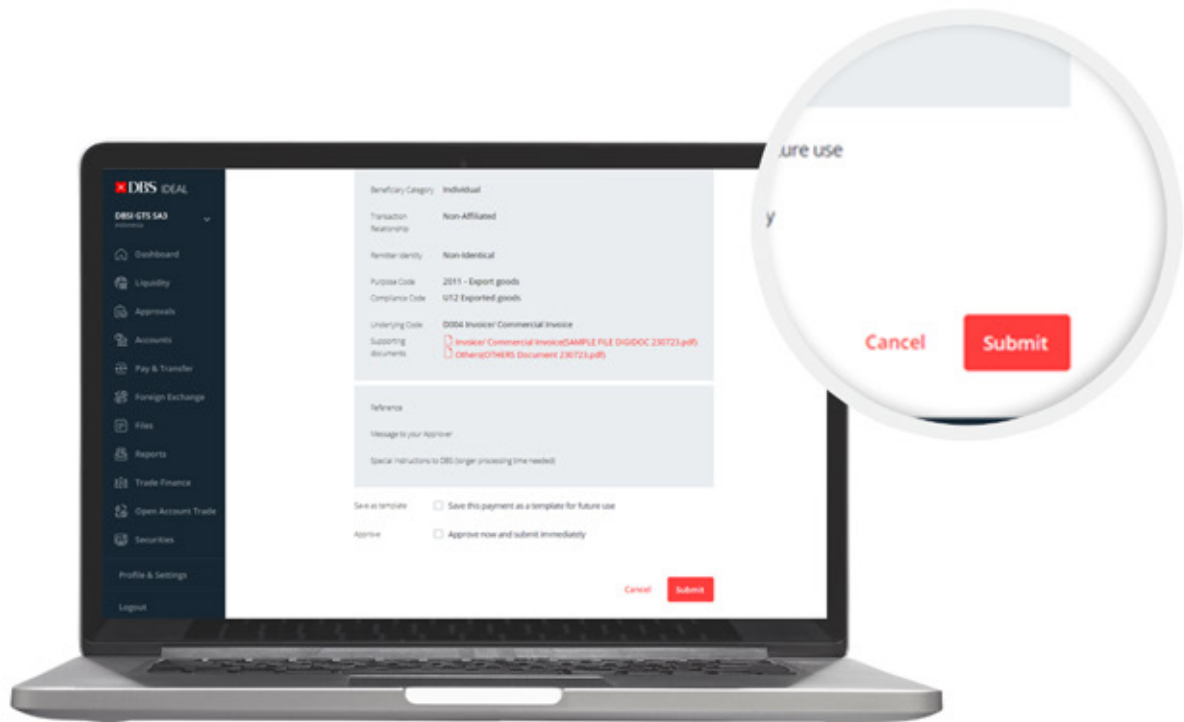 DBS IDEAL
DBSI GTS SA3
Indonesia
Dashboard
Liquidity
Approvals
Accounts
Pay & Transfer
Foreign Exchange
Files
Reports
Trade Finance
Open Account Trade
Securities
Profile & Settings
Logout
Beneficiary Category Individual
Transaction Non-Affiliated
Relationship
Remitter Identity Non-Identical
Purpose Code 2011 - Export goods
Compliance Code U12 Exported goods
Underlying Code D004 Invoice/ Commercial Invoice
Supporting Invoice/ Commercial Invoice(SAMPLE FILE DIGIDOC 230723.pdf)
documents Others(OTHERS Document 230723.pdf)
Reference
Message to your Approver
Special Instructions to DBS (longer processing time needed)
Save as template Save this payment as a template for future use
Approve Approve now and submit immediately
Cancel Submit
ture use
y
Cancel Submit